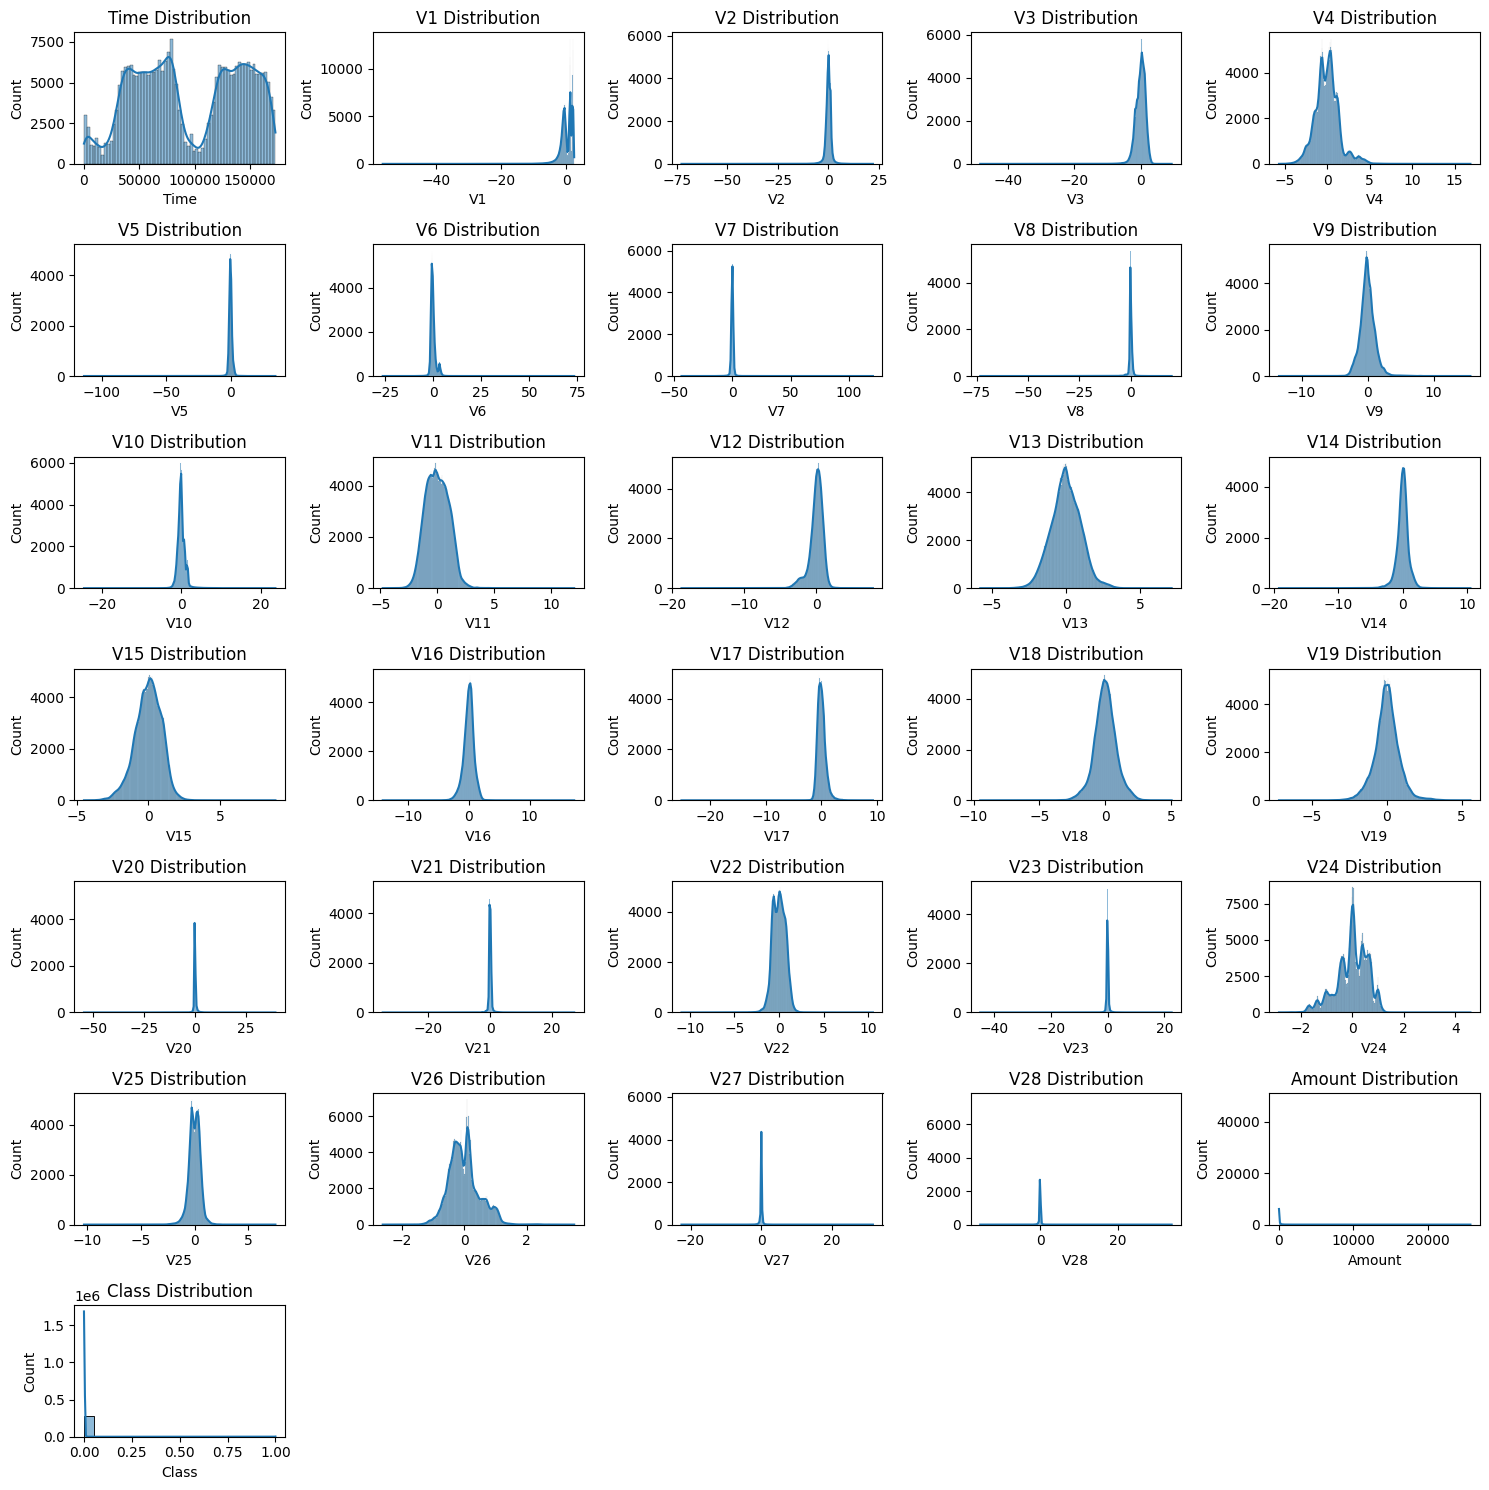 Time Distribution
7500
5000
2500
0
Count
0 50000 100000 150000
Time
V1 Distribution
10000
5000
0
Count
−40 −20 0
V1
V2 Distribution
6000
4000
2000
0
Count
−75 −50 −25 0 25
V2
V3 Distribution
6000
4000
2000
0
Count
−40 −20 0
V3
V4 Distribution
4000
2000
0
Count
−5 0 5 10 15
V4
V5 Distribution
4000
2000
0
Count
−100 −50 0
V5
V6 Distribution
4000
2000
0
Count
−25 0 25 50 75
V6
V7 Distribution
6000
4000
2000
0
Count
−50 0 50 100
V7
V8 Distribution
4000
2000
0
Count
−75 −50 −25 0
V8
V9 Distribution
4000
2000
0
Count
−10 0 10
V9
V10 Distribution
6000
4000
2000
0
Count
−20 0 20
V10
V11 Distribution
4000
2000
0
Count
−5 0 5 10
V11
V12 Distribution
4000
2000
0
Count
−20 −10 0
V12
V13 Distribution
4000
2000
0
Count
−5 0 5
V13
V14 Distribution
4000
2000
0
Count
−20 −10 0 10
V14
V15 Distribution
4000
2000
0
Count
−5 0 5
V15
V16 Distribution
4000
2000
0
Count
−10 0 10
V16
V17 Distribution
4000
2000
0
Count
−20 −10 0 10
V17
V18 Distribution
4000
2000
0
Count
−10 −5 0 5
V18
V19 Distribution
4000
2000
0
Count
−5 0 5
V19
V20 Distribution
4000
2000
0
Count
−50 −25 0 25
V20
V21 Distribution
4000
2000
0
Count
−20 0 20
V21
V22 Distribution
4000
2000
0
Count
−10 −5 0 5 10
V22
V23 Distribution
4000
2000
0
Count
−40 −20 0 20
V23
V24 Distribution
7500
5000
2500
0
Count
−2 0 2 4
V24
V25 Distribution
4000
2000
0
Count
−10 −5 0 5
V25
V26 Distribution
6000
4000
2000
0
Count
−2 0 2
V26
V27 Distribution
6000
4000
2000
0
Count
−20 0 20
V27
V28 Distribution
6000
4000
2000
0
Count
0 20
V28
Amount Distribution
40000
20000
0
Count
0 10000 20000
Amount
Class Distribution
1e6
1.5
1.0
0.5
0.0
Count
0.00 0.25 0.50 0.75 1.00
Class